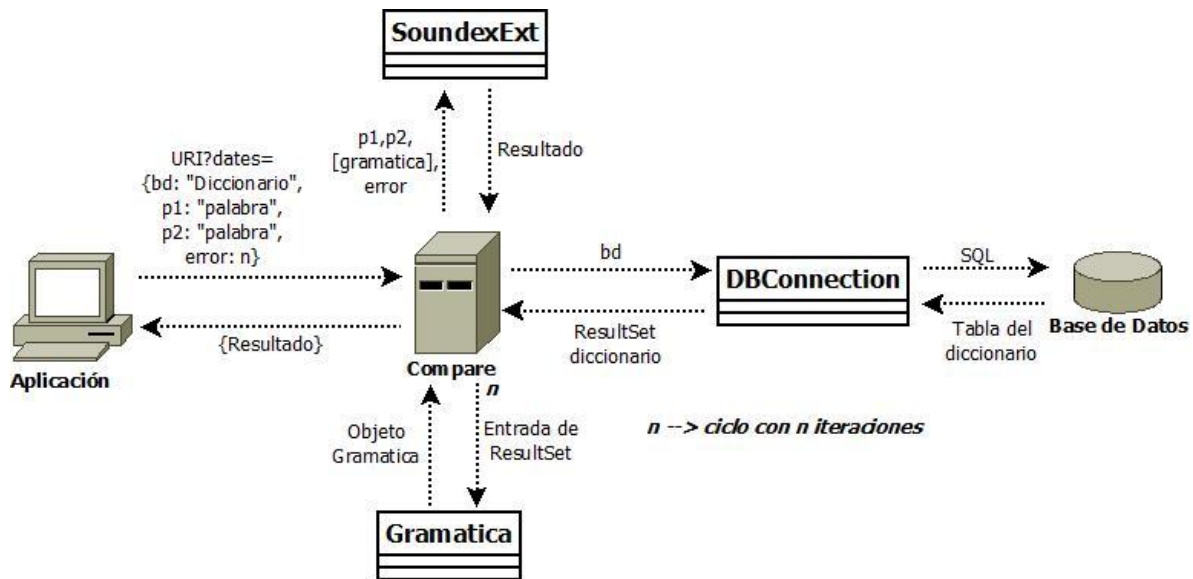 SoundexExt
p1,p2,
[gramatica],
error
Resultado
URI?dates=
{bd: "Diccionario",
p1: "palabra",
p2: "palabra",
error: n}
{Resultado}
Aplicación
Compare
n
bd
ResultSet
diccionario
DBConnection
SQL
Tabla del
diccionario
Base de Datos
Objeto
Gramatica
Entrada de
ResultSet
n --> ciclo con n iteraciones
Gramatica